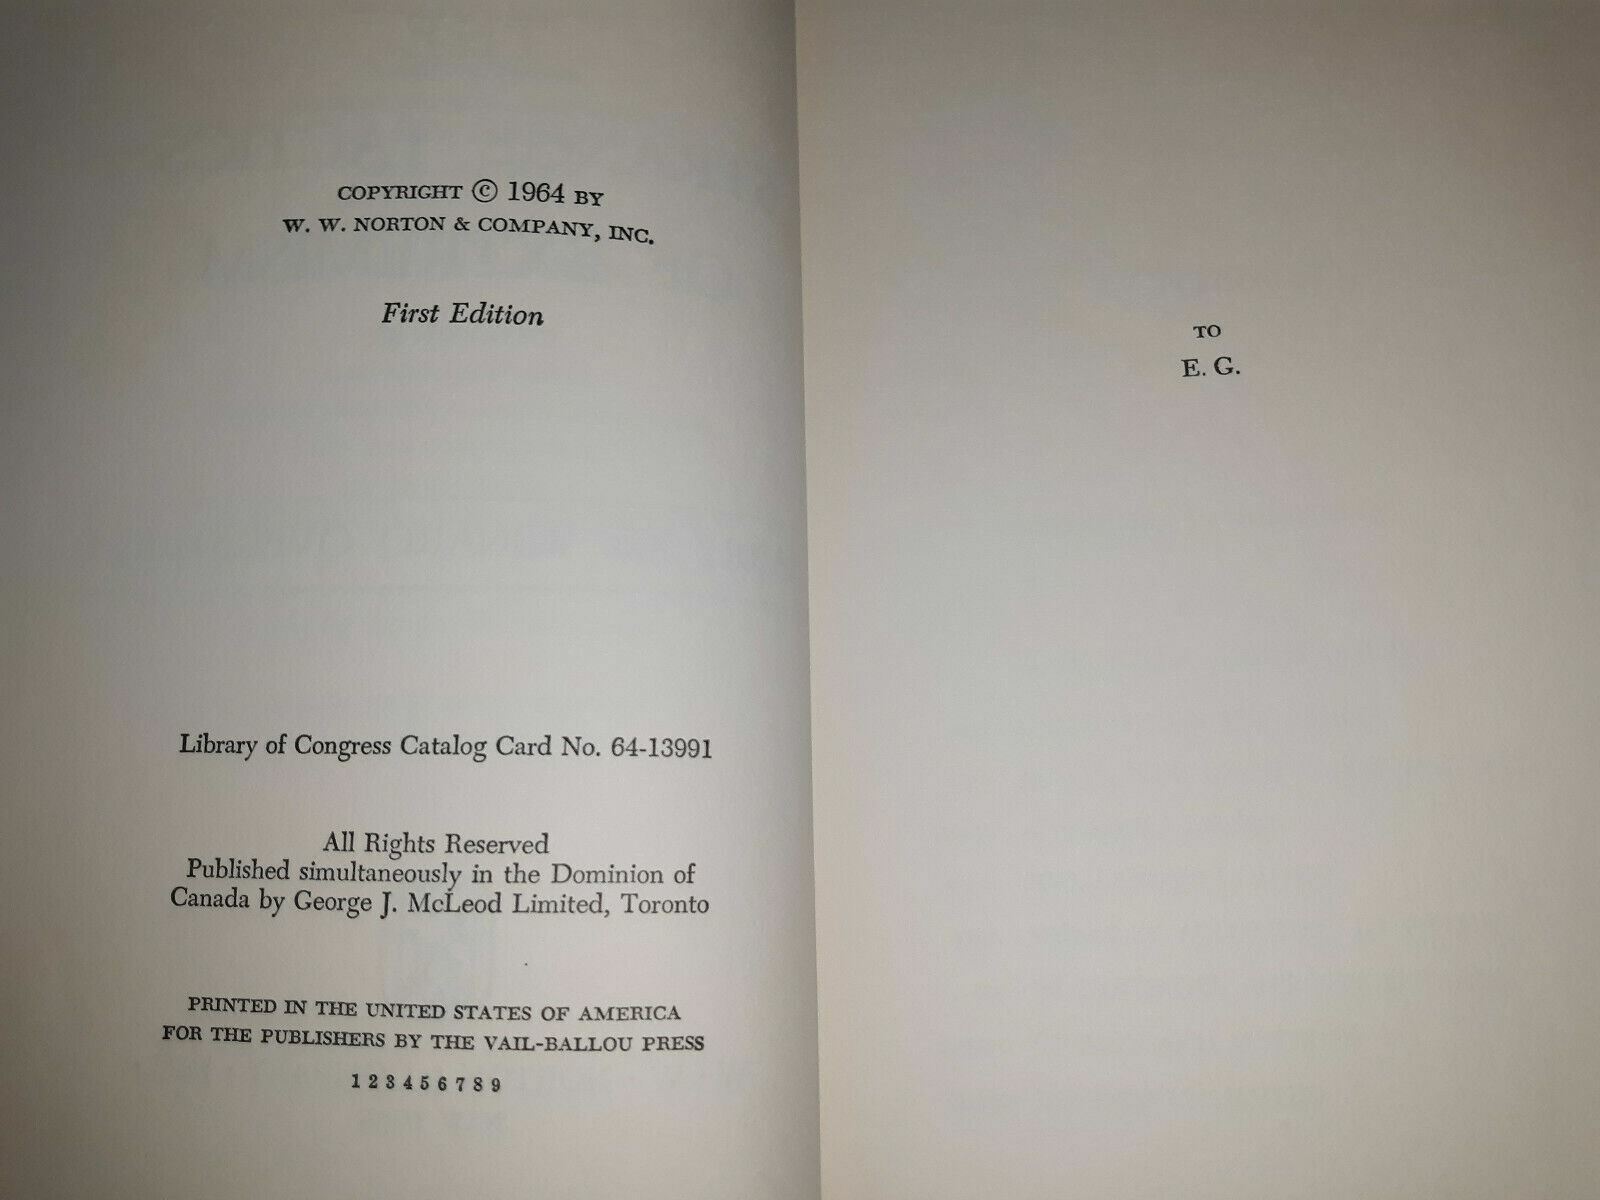 COPYRIGHT © 1964 BY
W. W. NORTON & COMPANY, INC.
First Edition
Library of Congress Catalog Card No. 64-13991
All Rights Reserved
Published simultaneously in the Dominion of
Canada by George J. McLeod Limited, Toronto
PRINTED IN THE UNITED STATES OF AMERICA
FOR THE PUBLISHERS BY THE VAIL-BALLOU PRESS
1 2 3 4 5 6 7 8 9
TO
E. G.